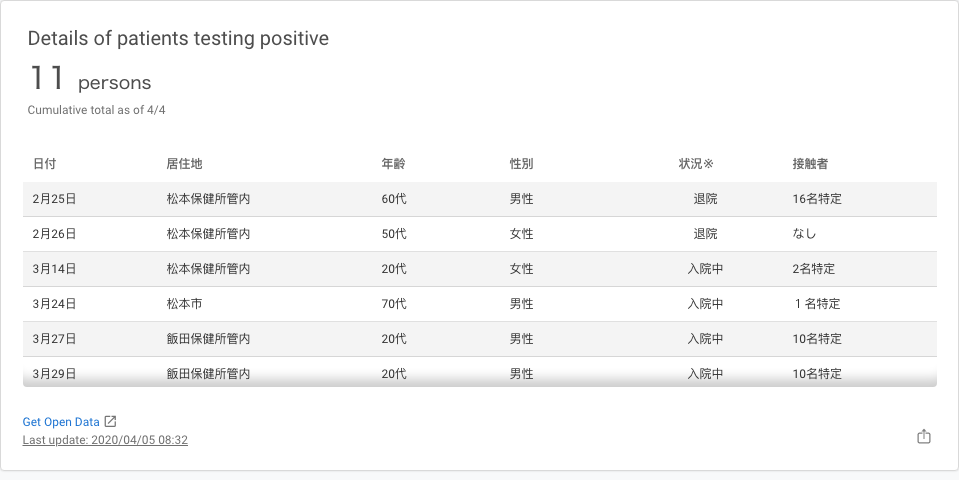 Details of patients testing positive
11 persons
Cumulative total as of 4/4
日付 居住地 年齢 性別 状況※ 接触者
2月25日 松本保健所管内 60代 男性 退院 16名特定
2月26日 松本保健所管内 50代 女性 退院 なし
3月14日 松本保健所管内 20代 女性 入院中 2名特定
3月24日 松本市 70代 男性 入院中 1 名特定
3月27日 飯田保健所管内 20代 男性 入院中 10名特定
3月29日 飯田保健所管内 20代 男性 入院中 10名特定
Get Open Data
Last update: 2020/04/05 08:32